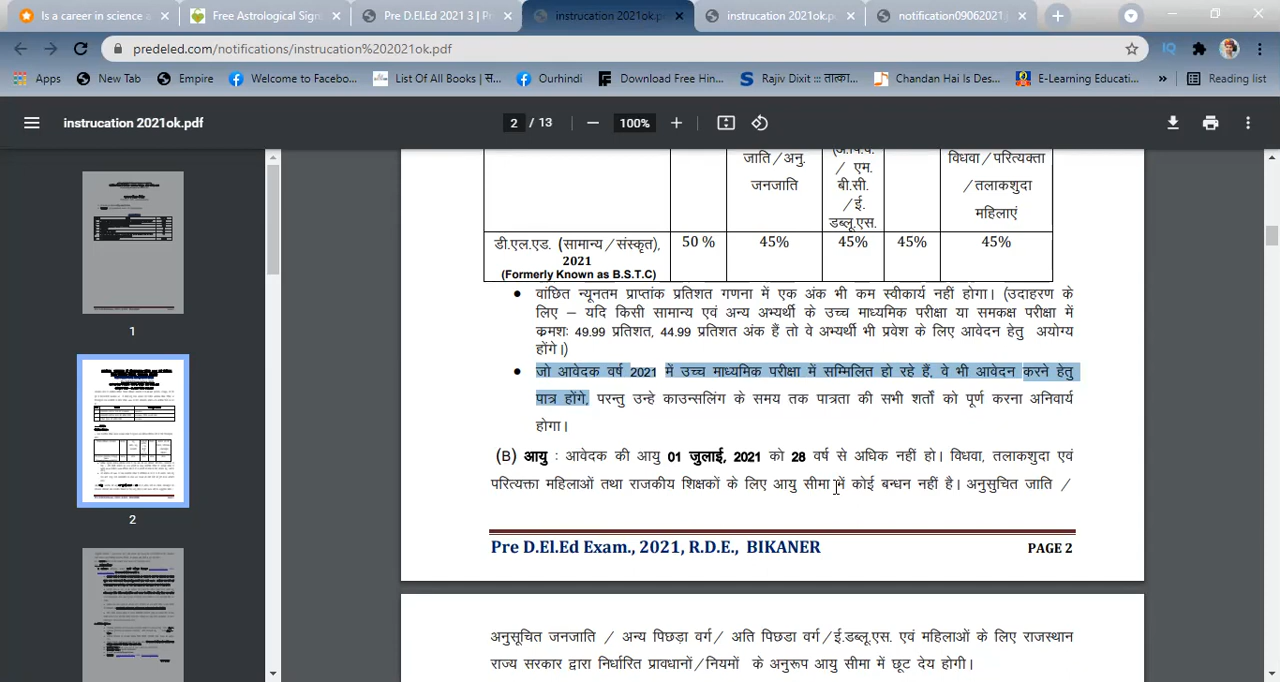 Is a career in science a
Free Astrological Sign
Pre D.El.Ed 2021 3 | P
instrucation 2021ok.p
instrucation 2021ok.p
notification09062021
predeled.com/notifications/instrucation%202021ok.pdf
Apps
New Tab
Empire
Welcome to Facebo...
List Of All Books | स...
Ourhindi
Download Free Hin...
Rajiv Dixit ::: तात्का...
Chandan Hai Is Des...
E-Learning Educati...
»
Reading list
instrucation 2021ok.pdf
2 / 13
100%
1
2
जाति/अनु. जनजाति
/ एम. बी.सी. /ई. डब्लू.एस.
विधवा/परित्यक्ता /तलाकशुदा महिलाएं
डी.एल.एड. (सामान्य/संस्कृत), 2021 (Formerly Known as B.S.T.C) 50 % 45% 45% 45% 45%
• वांछित न्यूनतम प्राप्तांक प्रतिशत गणना में एक अंक भी कम स्वीकार्य नहीं होगा। (उदाहरण के
लिए – यदि किसी सामान्य एवं अन्य अभ्यर्थी के उच्च माध्यमिक परीक्षा या समकक्ष परीक्षा में
क्रमशः 49.99 प्रतिशत, 44.99 प्रतिशत अंक हैं तो वे अभ्यर्थी भी प्रवेश के लिए आवेदन हेतु अयोग्य
होंगे।)
• जो आवेदक वर्ष 2021 में उच्च माध्यमिक परीक्षा में सम्मिलित हो रहे हैं, वे भी आवेदन करने हेतु
पात्र होंगे, परन्तु उन्हे काउन्सलिंग के समय तक पात्रता की सभी शर्तों को पूर्ण करना अनिवार्य
होगा।
(B) आयु : आवेदक की आयु 01 जुलाई, 2021 को 28 वर्ष से अधिक नहीं हो। विधवा, तलाकशुदा एवं
परित्यक्ता महिलाओं तथा राजकीय शिक्षकों के लिए आयु सीमा में कोई बन्धन नहीं है। अनुसुचित जाति /
Pre D.El.Ed Exam., 2021, R.D.E., BIKANER
PAGE 2
अनुसूचित जनजाति / अन्य पिछड़ा वर्ग/ अति पिछडा वर्ग/ई.डब्लू.एस. एवं महिलाओं के लिए राजस्थान
राज्य सरकार द्वारा निर्धारित प्रावधानों/नियमों के अनुरूप आयु सीमा में छूट देय होगी।